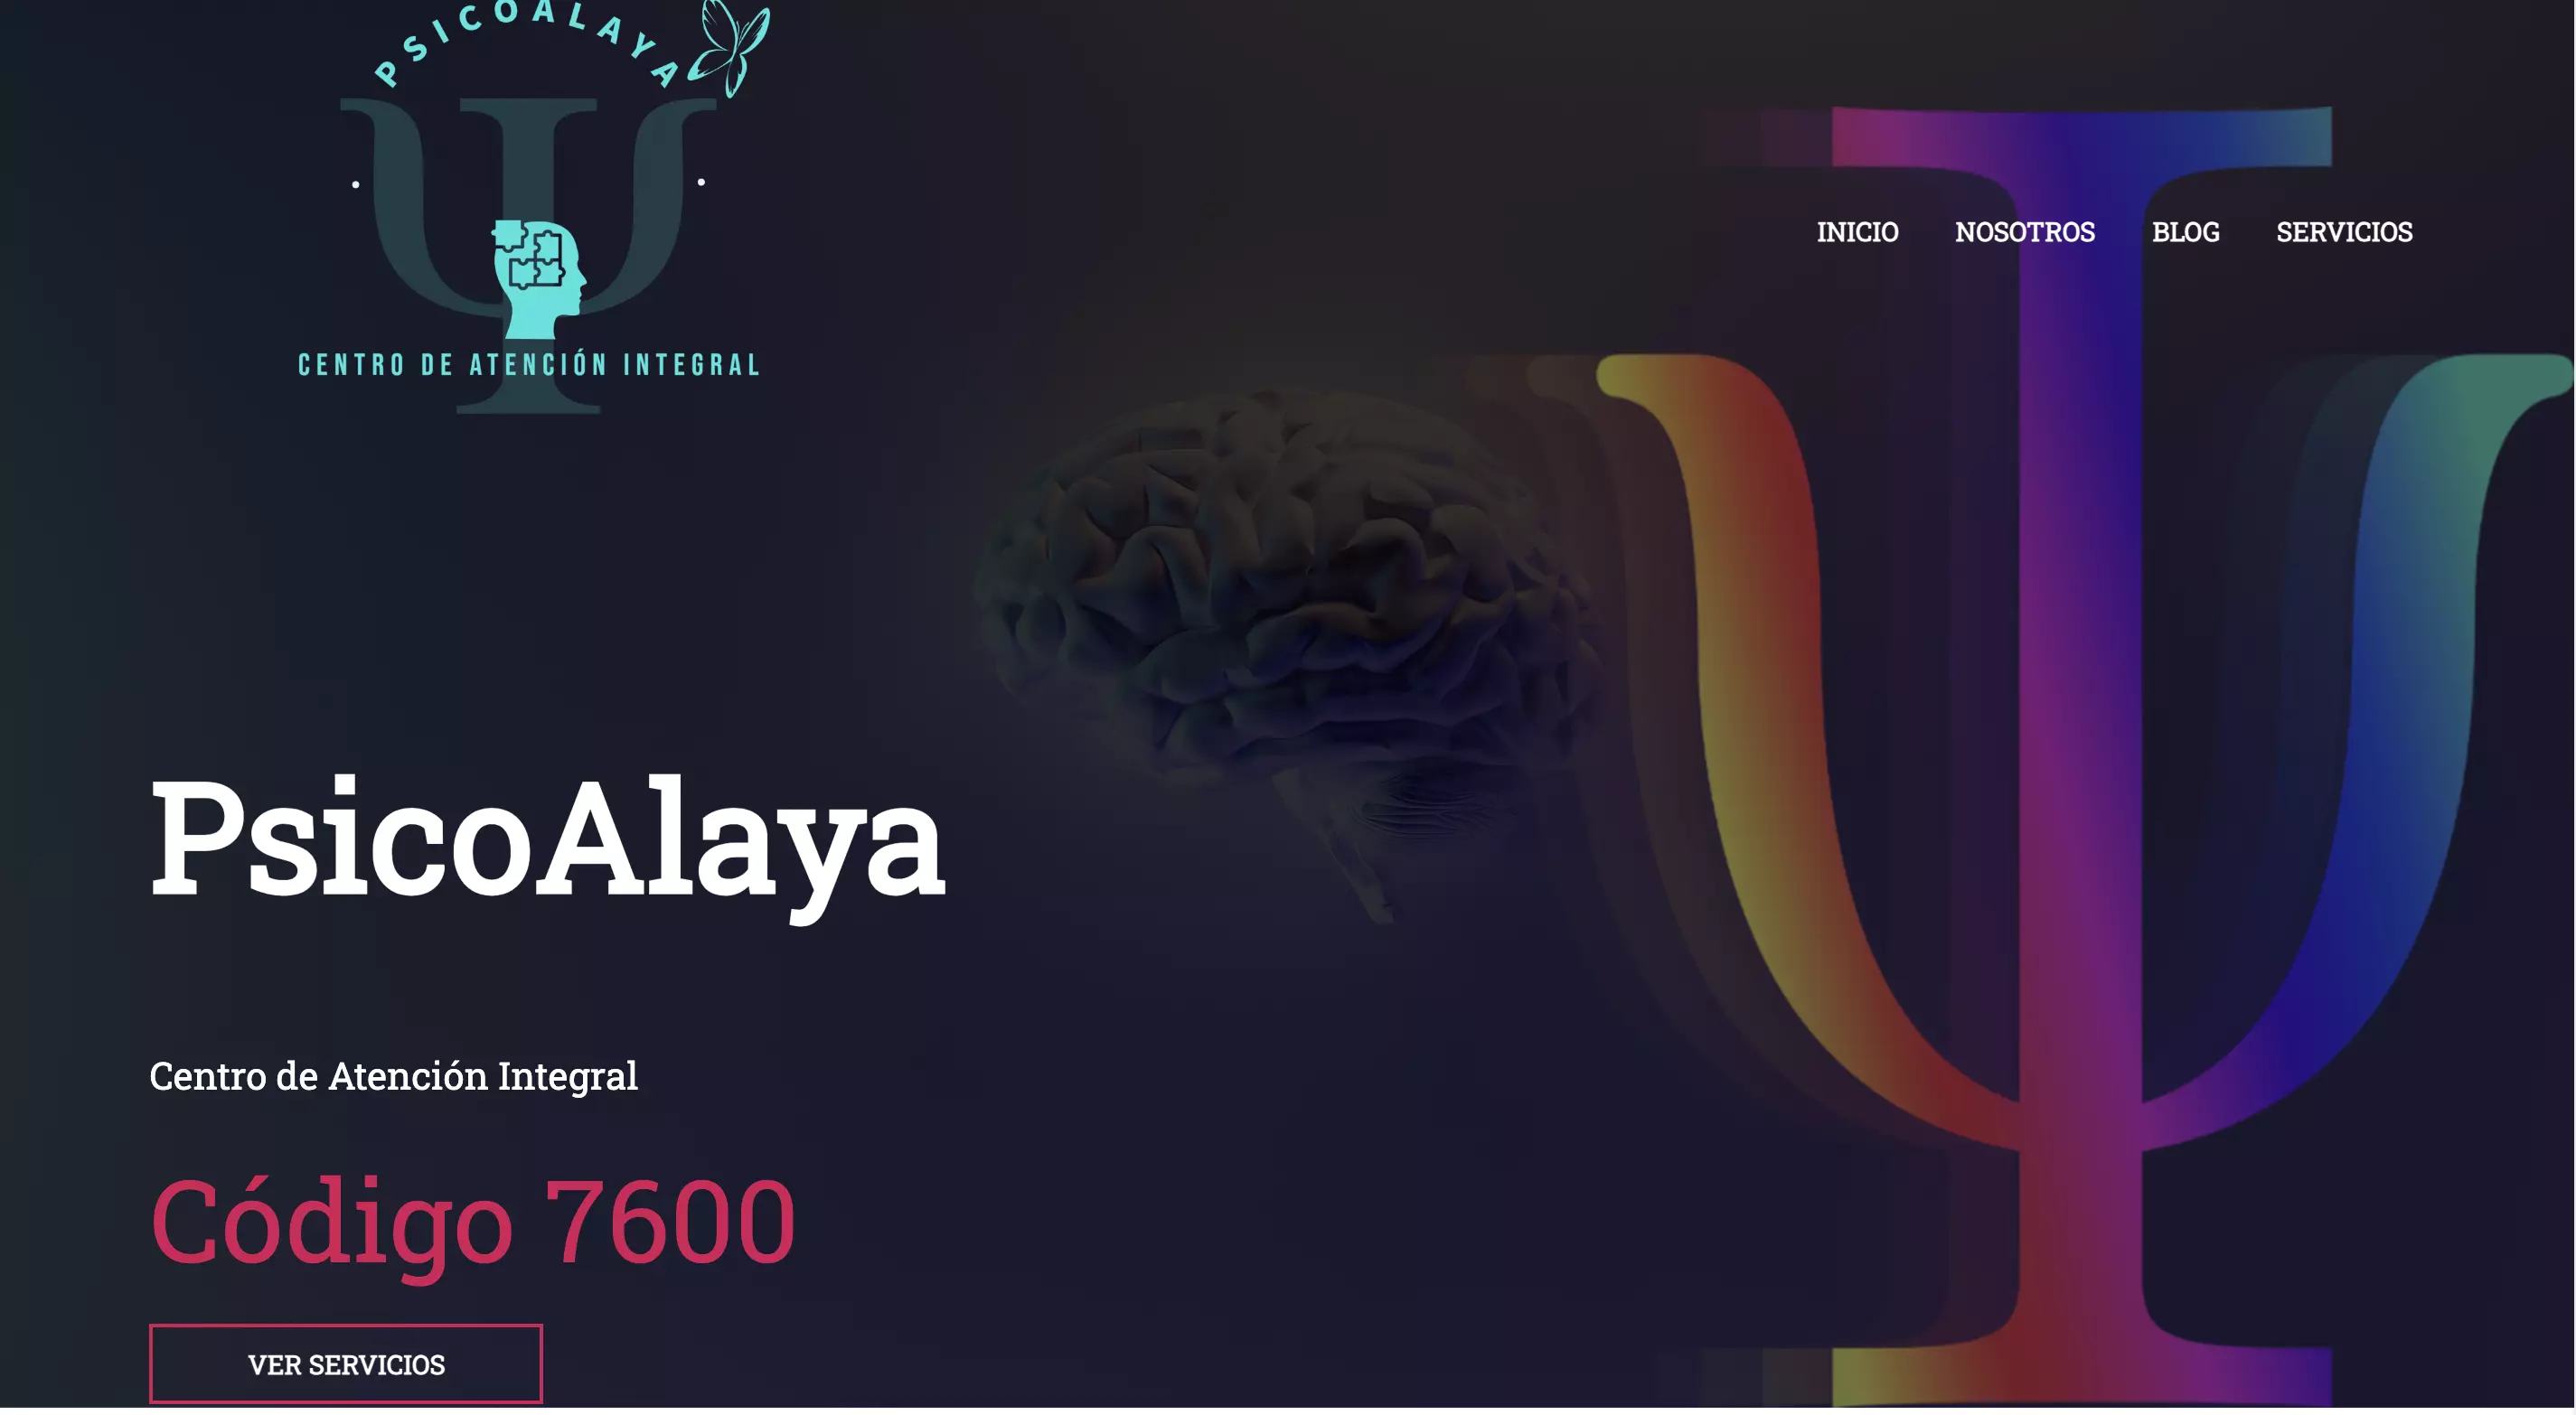 PSICOALAYA
CENTRO DE ATENCIÓN INTEGRAL
INICIO NOSOTROS BLOG SERVICIOS
PsicoAlaya
Centro de Atención Integral
Código 7600
VER SERVICIOS